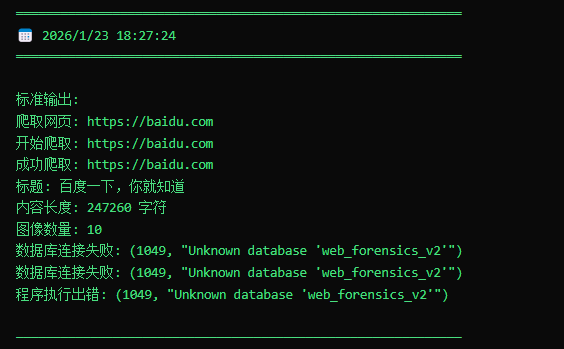 2026/1/23 18:27:24
标准输出:
爬取网页: https://baidu.com
开始爬取: https://baidu.com
成功爬取: https://baidu.com
标题: 百度一下，你就知道
内容长度: 247260 字符
图像数量: 10
数据库连接失败: (1049, "Unknown database 'web_forensics_v2'")
数据库连接失败: (1049, "Unknown database 'web_forensics_v2'")
程序执行出错: (1049, "Unknown database 'web_forensics_v2'")